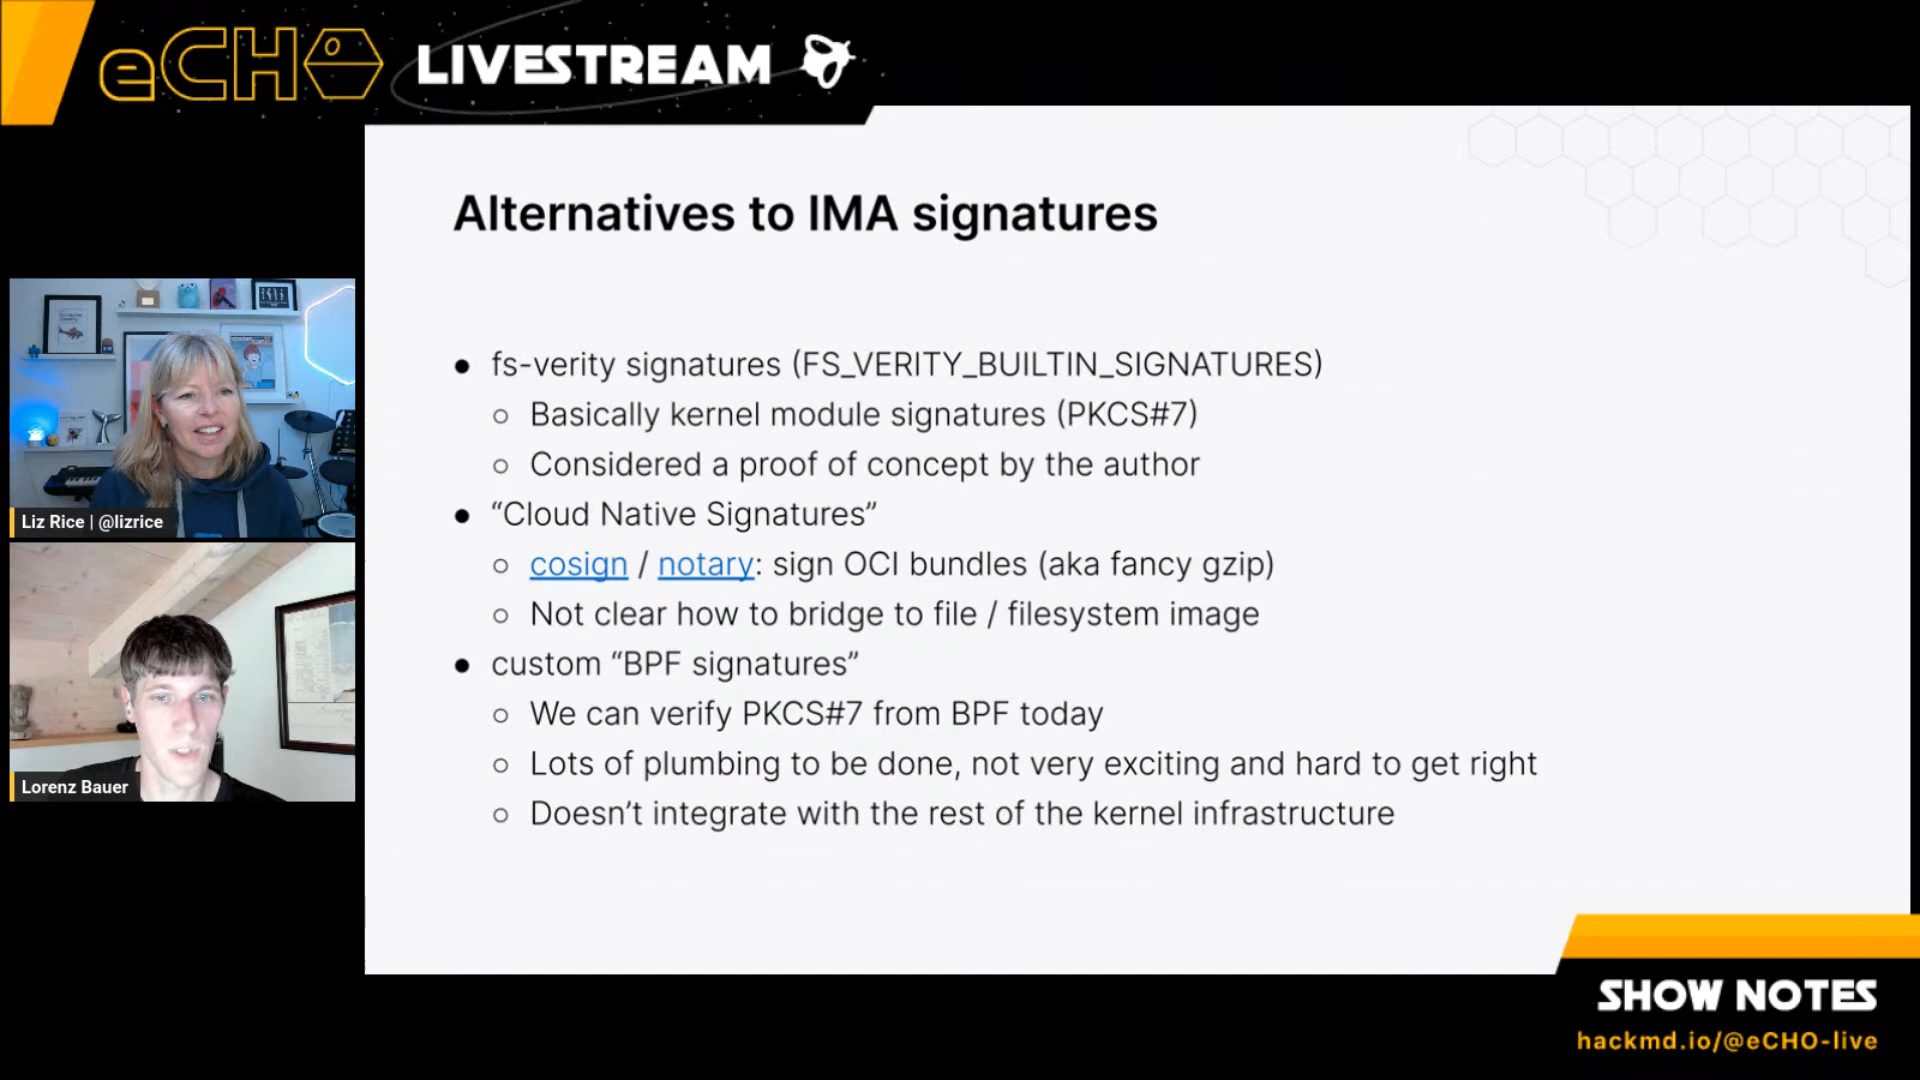 eCHO LIVESTREAM
Alternatives to IMA signatures
● fs-verity signatures (FS_VERITY_BUILTIN_SIGNATURES)
○ Basically kernel module signatures (PKCS#7)
○ Considered a proof of concept by the author
● “Cloud Native Signatures”
○ cosign / notary: sign OCI bundles (aka fancy gzip)
○ Not clear how to bridge to file / filesystem image
● custom “BPF signatures”
○ We can verify PKCS#7 from BPF today
○ Lots of plumbing to be done, not very exciting and hard to get right
○ Doesn’t integrate with the rest of the kernel infrastructure
Liz Rice | @lizrice
Lorenz Bauer
SHOW NOTES
hackmd.io/@eCHO-live